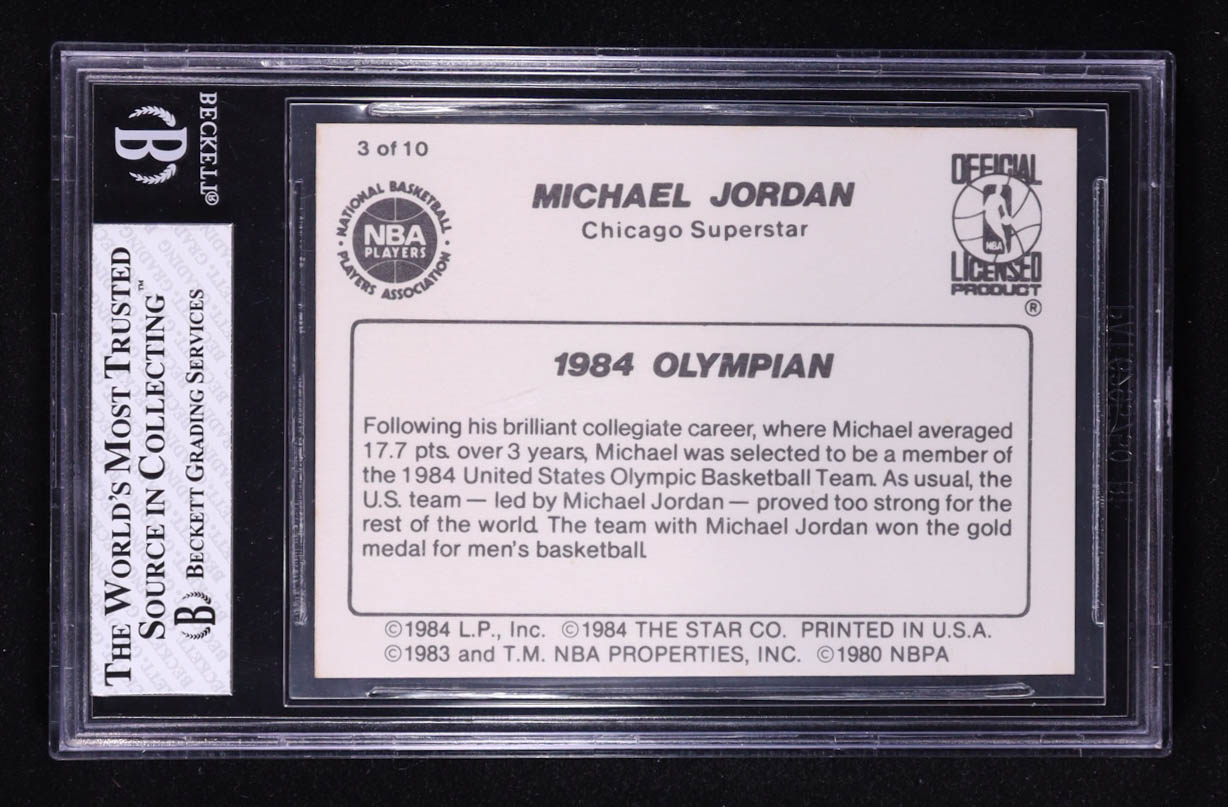 BECKETT®
B
THE WORLD'S MOST TRUSTED
SOURCE IN COLLECTING™
B BECKETT GRADING SERVICES
3 of 10
NATIONAL BASKETBALL
PLAYERS ASSOCIATION
NBA
PLAYERS
MICHAEL JORDAN
Chicago Superstar
OFFICIAL
NBA
LICENSED
PRODUCT
®
1984 OLYMPIAN
Following his brilliant collegiate career, where Michael averaged
17.7 pts. over 3 years, Michael was selected to be a member of
the 1984 United States Olympic Basketball Team. As usual, the
U.S. team — led by Michael Jordan — proved too strong for the
rest of the world. The team with Michael Jordan won the gold
medal for men's basketball.
©1984 L.P., Inc. ©1984 THE STAR CO. PRINTED IN U.S.A.
©1983 and T.M. NBA PROPERTIES, INC. ©1980 NBPA